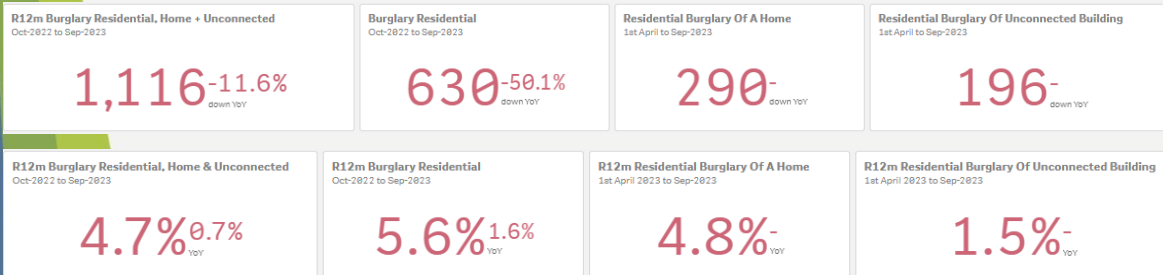 R12m Burglary Residential, Home + Unconnected
Oct-2022 to Sep-2023
1,116 -11.6%
down YoY
Burglary Residential
Oct-2022 to Sep-2023
630 -50.1%
down YoY
Residential Burglary Of A Home
1st April to Sep-2023
290 -
down YoY
Residential Burglary Of Unconnected Building
1st April to Sep-2023
196 -
down YoY
R12m Burglary Residential, Home & Unconnected
Oct-2022 to Sep-2023
4.7% 0.7%
YoY
R12m Burglary Residential
Oct-2022 to Sep-2023
5.6% 1.6%
YoY
R12m Residential Burglary Of A Home
1st April 2023 to Sep-2023
4.8% -
YoY
R12m Residential Burglary Of Unconnected Building
1st April 2023 to Sep-2023
1.5% -
YoY